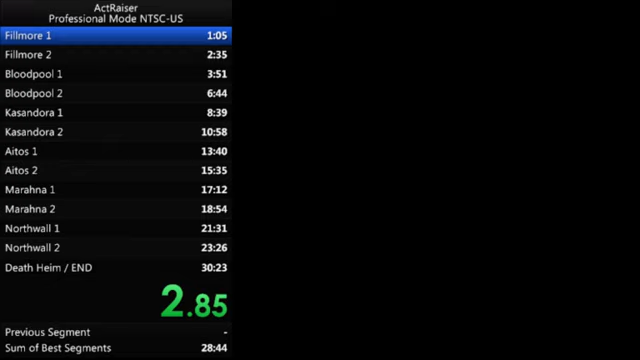 ActRaiser
Professional Mode NTSC-US
Fillmore 1 1:05
Fillmore 2 2:35
Bloodpool 1 3:51
Bloodpool 2 6:44
Kasandora 1 8:39
Kasandora 2 10:58
Aitos 1 13:40
Aitos 2 15:35
Marahna 1 17:12
Marahna 2 18:54
Northwall 1 21:31
Northwall 2 23:26
Death Heim / END 30:23
2.85
Previous Segment -
Sum of Best Segments 28:44